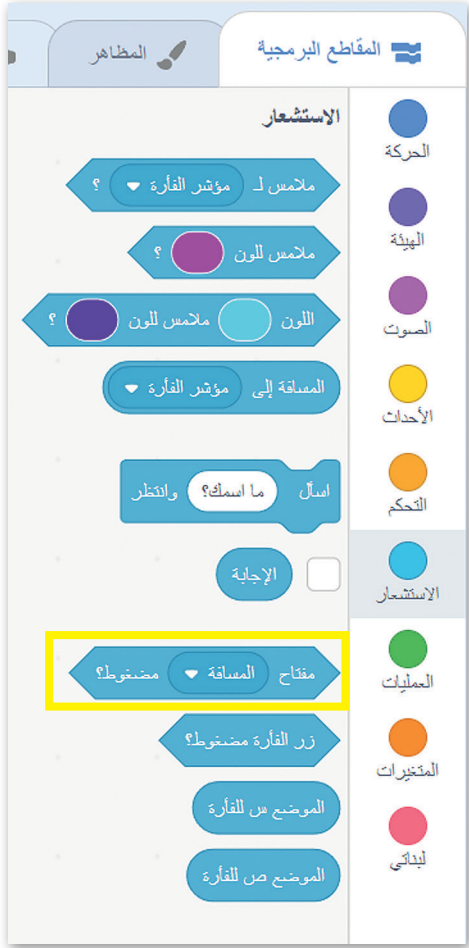 المقاطع البرمجية
المظاهر
الحركة
الهيئة
الصوت
الأحداث
التحكم
الاستشعار
العمليات
المتغيرات
لبناتي
الاستشعار
ملامس لـ مؤشر الفأرة ؟
ملامس للون ؟
اللون ملامس للون ؟
المسافة إلى مؤشر الفأرة
اسأل ما اسمك؟ وانتظر
الإجابة
مفتاح المسافة مضغوط؟
زر الفأرة مضغوط؟
الموضع س للفأرة
الموضع ص للفأرة